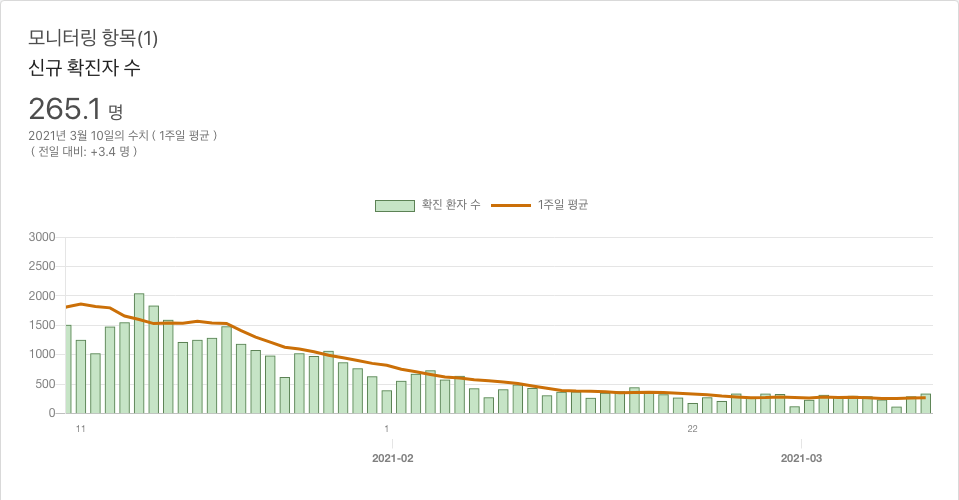 모니터링 항목(1)
신규 확진자 수
265.1 명
2021년 3월 10일의 수치 ( 1주일 평균 )
( 전일 대비: +3.4 명 )
확진 환자 수 1주일 평균
3000
2500
2000
1500
1000
500
0
11 1 22
2021-02 2021-03